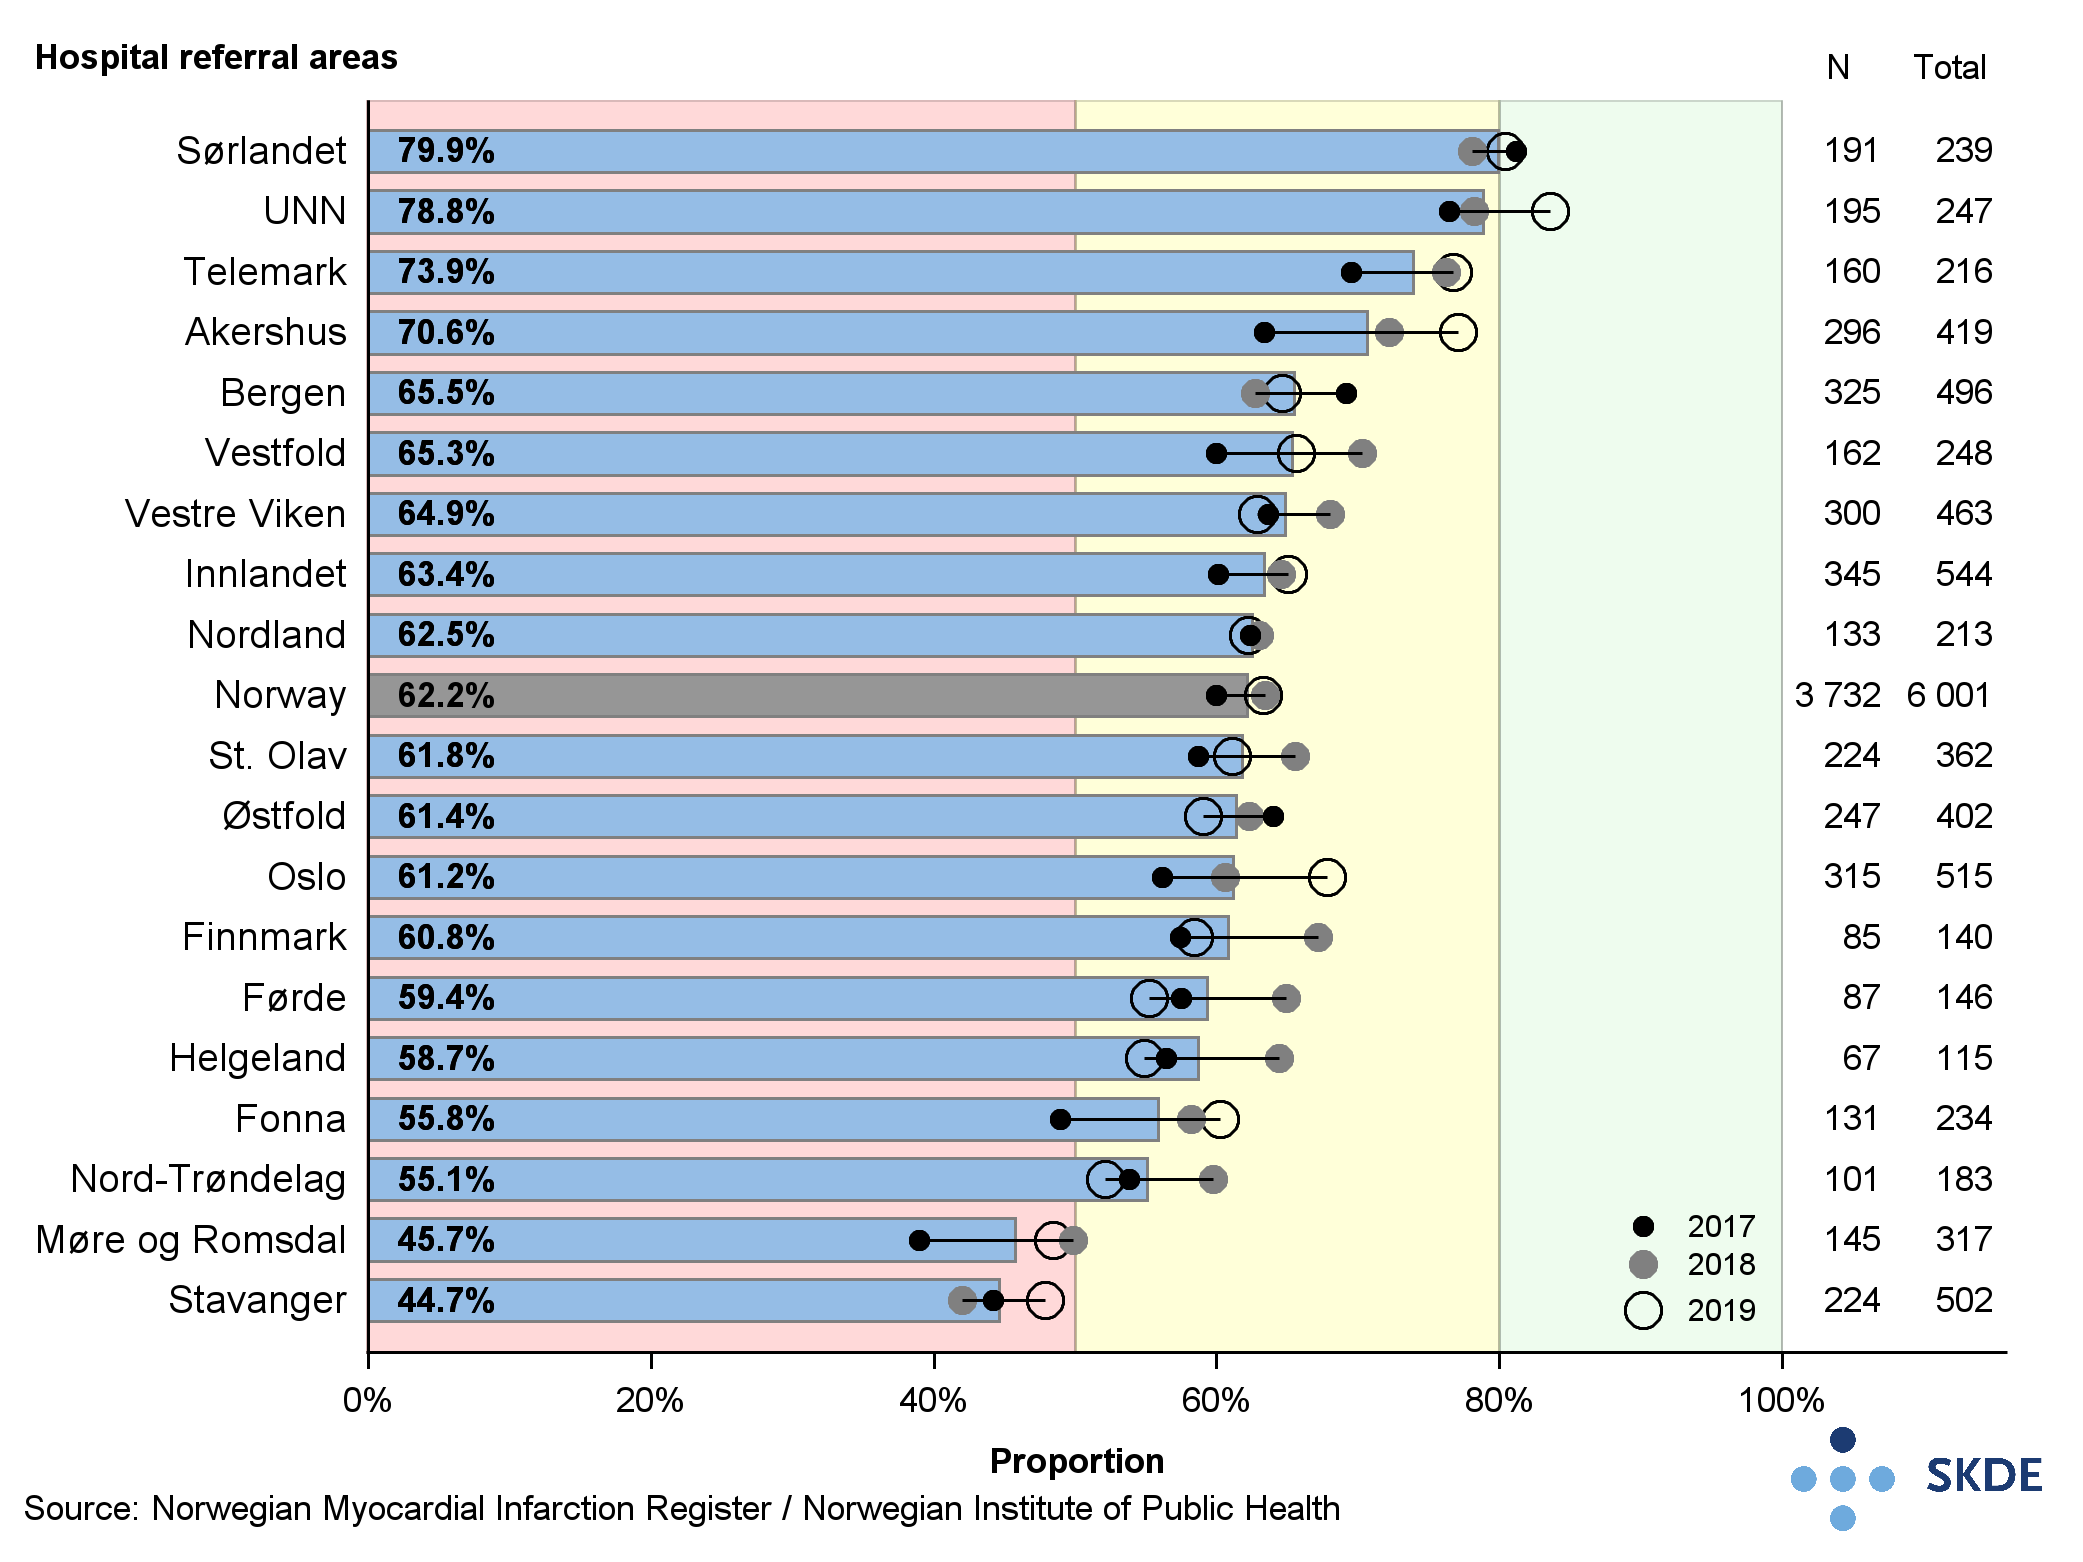 Hospital referral areas N Total
Sørlandet 79.9% 191 239
UNN 78.8% 195 247
Telemark 73.9% 160 216
Akershus 70.6% 296 419
Bergen 65.5% 325 496
Vestfold 65.3% 162 248
Vestre Viken 64.9% 300 463
Innlandet 63.4% 345 544
Nordland 62.5% 133 213
Norway 62.2% 3 732 6 001
St. Olav 61.8% 224 362
Østfold 61.4% 247 402
Oslo 61.2% 315 515
Finnmark 60.8% 85 140
Førde 59.4% 87 146
Helgeland 58.7% 67 115
Fonna 55.8% 131 234
Nord-Trøndelag 55.1% 101 183
Møre og Romsdal 45.7% 145 317
Stavanger 44.7% 224 502
2017
2018
2019
0% 20% 40% 60% 80% 100%
Proportion
SKDE
Source: Norwegian Myocardial Infarction Register / Norwegian Institute of Public Health